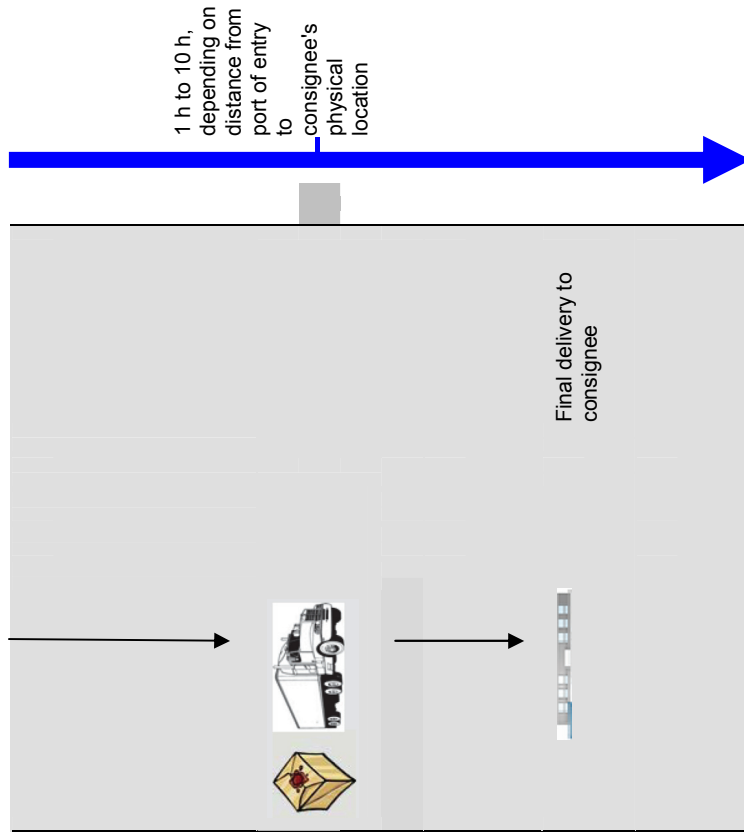 1 h to 10 h,
depending on
distance from
port of entry
to
consignee's
physical
location
Final delivery to
consignee